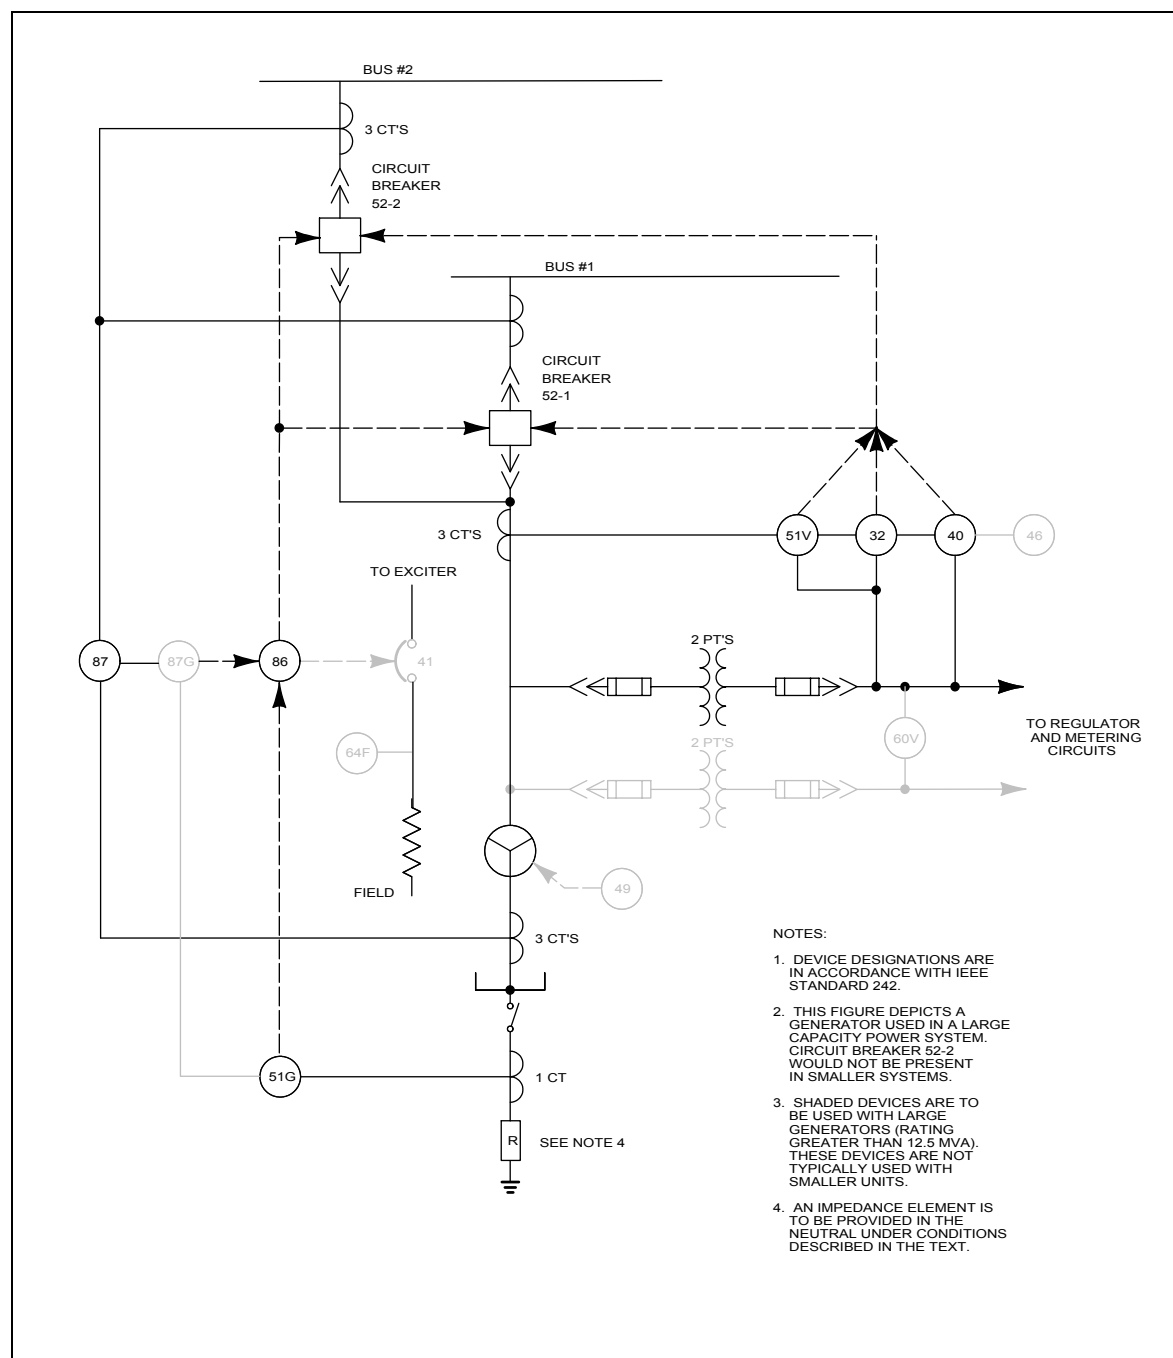 BUS #2
3 CT'S
CIRCUIT
BREAKER
52-2
BUS #1
CIRCUIT
BREAKER
52-1
3 CT'S
51V
32
40
46
TO EXCITER
2 PT'S
87
87G
86
41
64F
2 PT'S
60V
TO REGULATOR
AND METERING
CIRCUITS
FIELD
49
3 CT'S
51G
1 CT
R
SEE NOTE 4
NOTES:
1. DEVICE DESIGNATIONS ARE
IN ACCORDANCE WITH IEEE
STANDARD 242.
2. THIS FIGURE DEPICTS A
GENERATOR USED IN A LARGE
CAPACITY POWER SYSTEM.
CIRCUIT BREAKER 52-2
WOULD NOT BE PRESENT
IN SMALLER SYSTEMS.
3. SHADED DEVICES ARE TO
BE USED WITH LARGE
GENERATORS (RATING
GREATER THAN 12.5 MVA).
THESE DEVICES ARE NOT
TYPICALLY USED WITH
SMALLER UNITS.
4. AN IMPEDANCE ELEMENT IS
TO BE PROVIDED IN THE
NEUTRAL UNDER CONDITIONS
DESCRIBED IN THE TEXT.